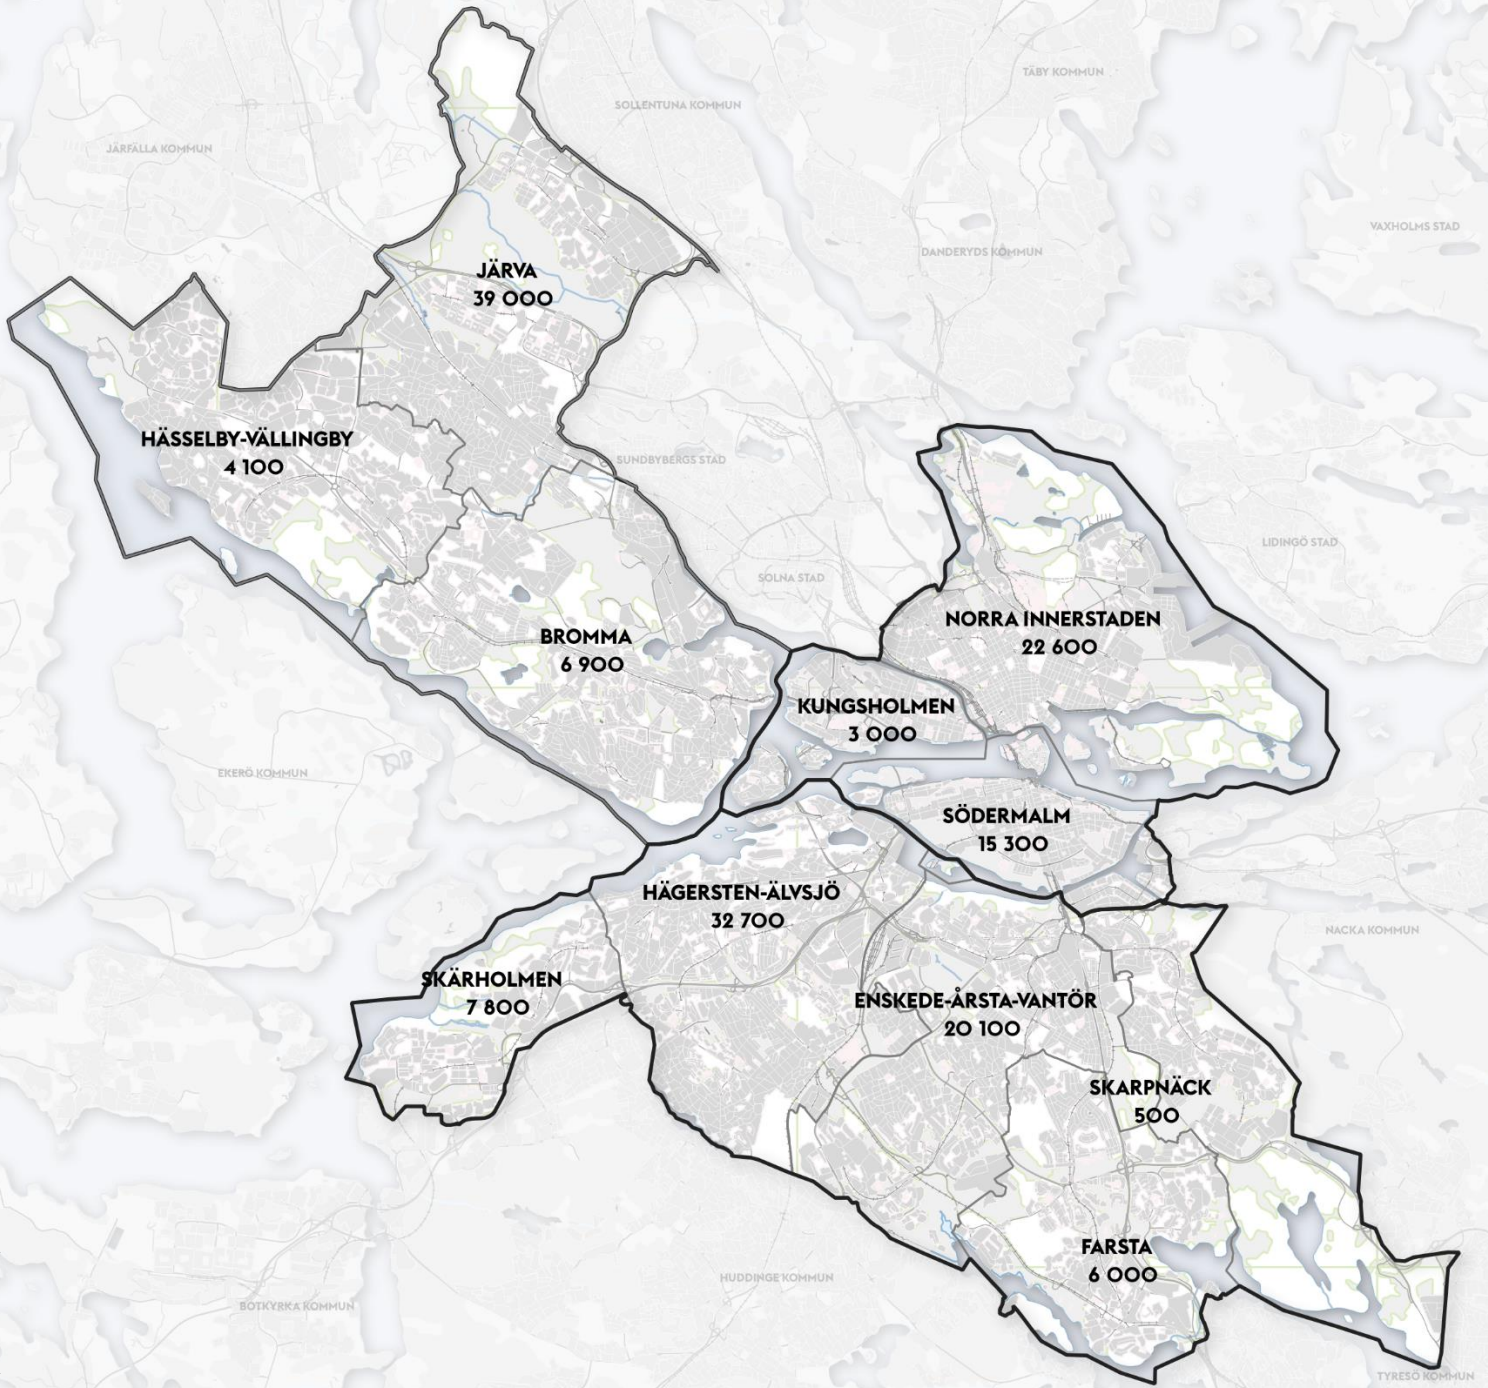 TÄBY KOMMUN
SOLLENTUNA KOMMUN
JÄRFÄLLA KOMMUN
VAXHOLMS STAD
DANDERYDS KOMMUN
JÄRVA
39 000
HÄSSELBY-VÄLLINGBY
4 100
SUNDBYBERGS STAD
LIDINGÖ STAD
SOLNA STAD
NORRA INNERSTADEN
22 600
BROMMA
6 900
KUNGSHOLMEN
3 000
EKERÖ KOMMUN
SÖDERMALM
15 300
HÄGERSTEN-ÄLVSJÖ
32 700
NACKA KOMMUN
SKÄRHOLMEN
7 800
ENSKEDE-ÅRSTA-VANTÖR
20 100
SKARPNÄCK
500
FARSTA
6 000
HUDDINGE KOMMUN
BOTKYRKA KOMMUN
TYRESÖ KOMMUN